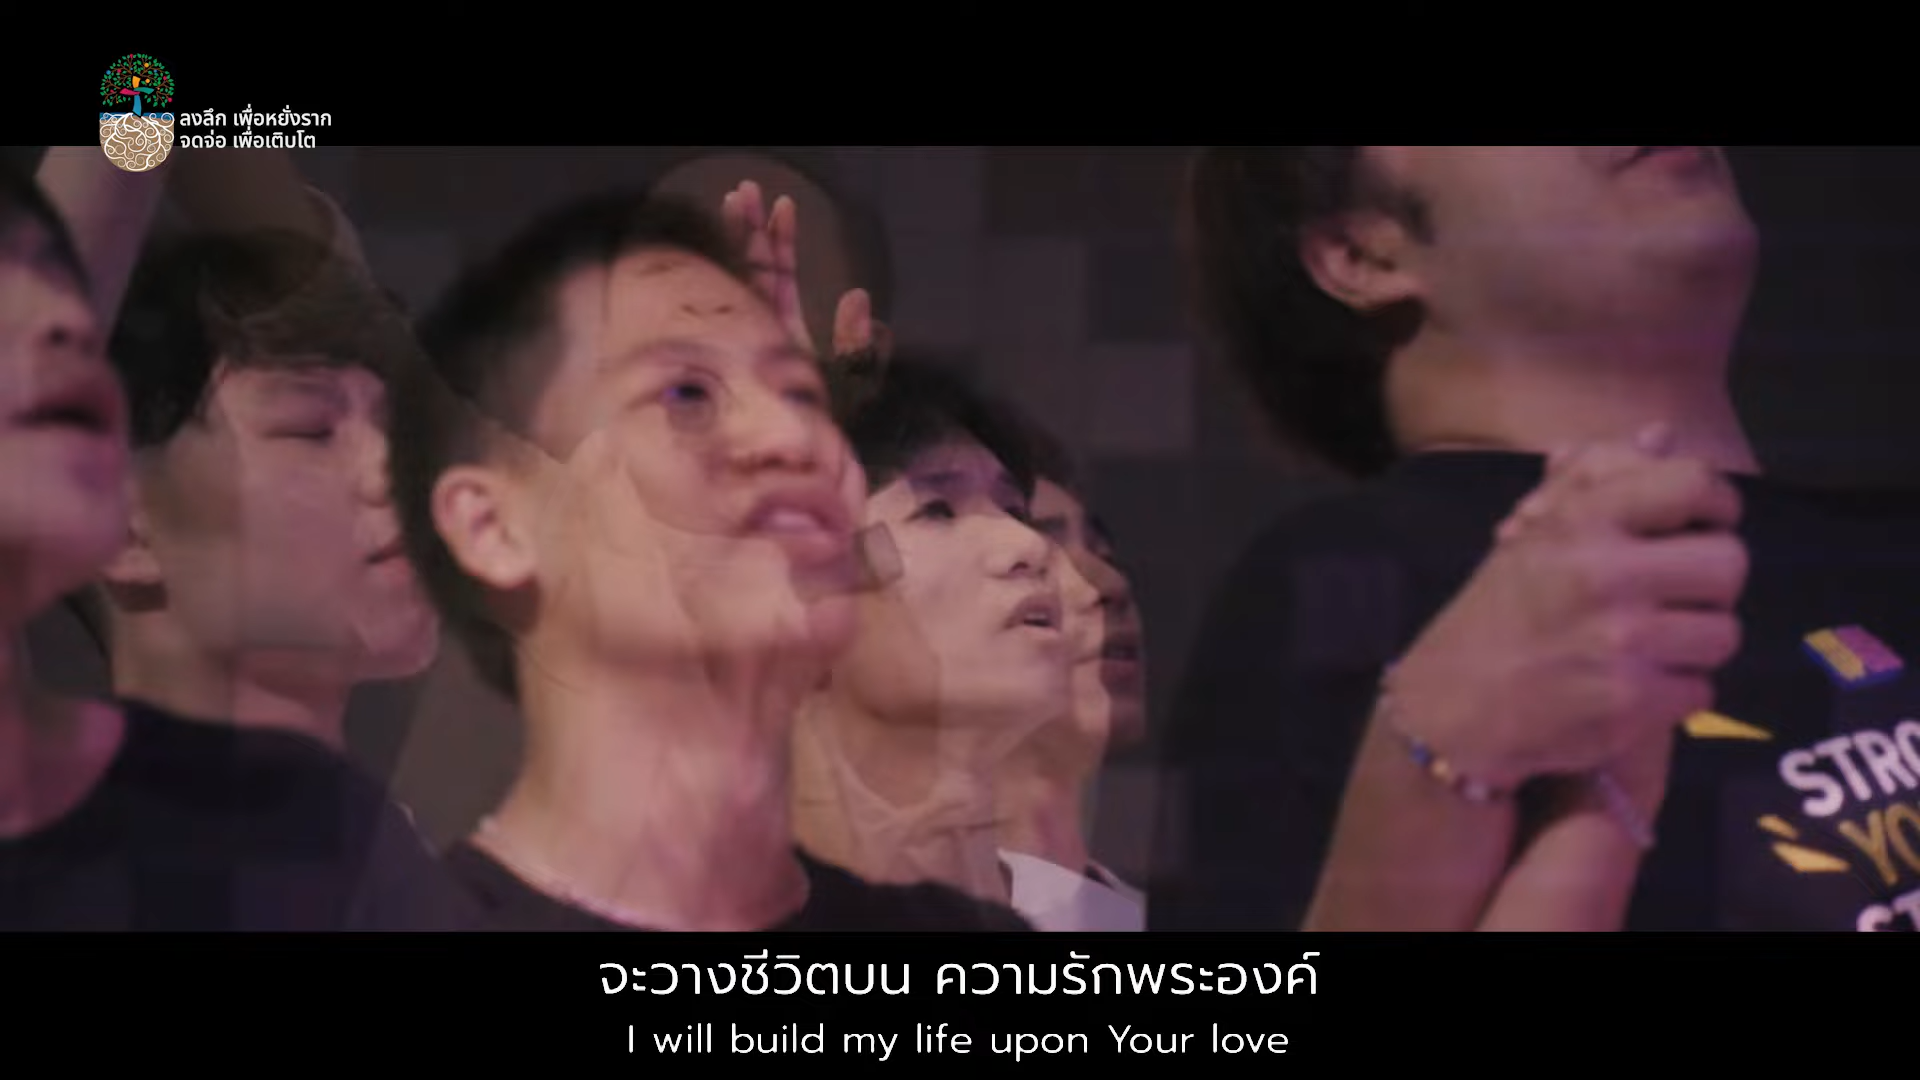 ลงลึก เพื่อหยั่งราก
จดจ่อ เพื่อเติบโต
จะวางชีวิตบน ความรักพระองค์
I will build my life upon Your love